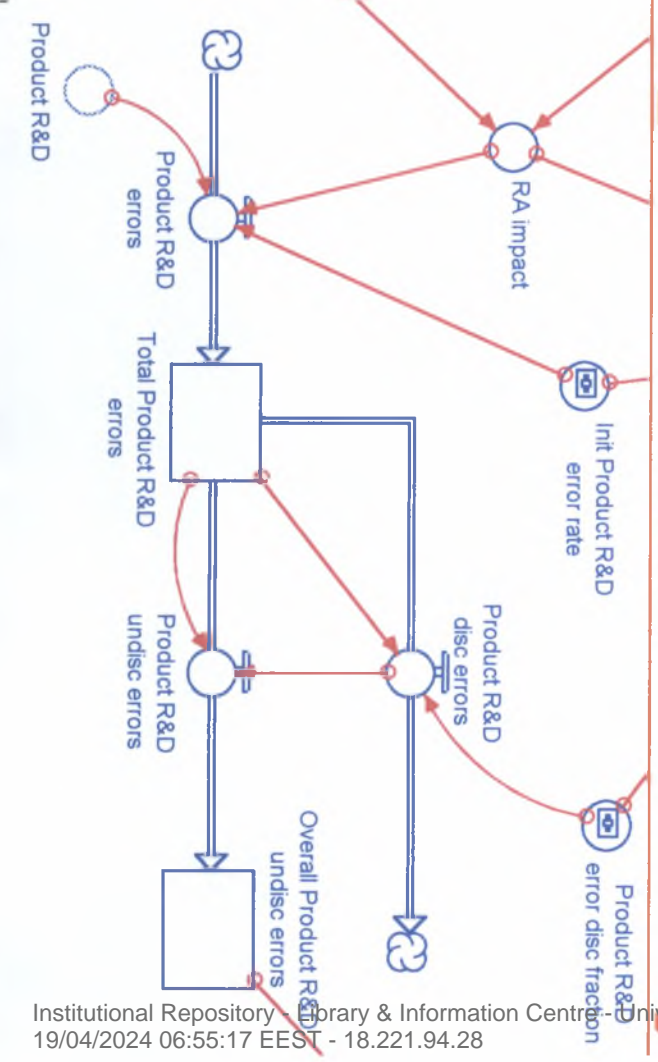 Product R&D
Product R&D
errors
RA impact
Total Product R&D
errors
Init Product R&D
error rate
Product R&D
disc errors
Product R&D
undisc errors
Overall Product R&D
undisc errors
Product R&D
error disc fraction
Institutional Repository - Library & Information Centre - Uni
19/04/2024 06:55:17 EEST - 18.221.94.28